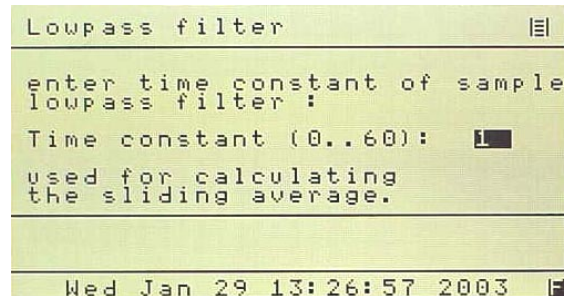 Lowpass filter
enter time constant of sample
lowpass filter :
Time constant (0..60): 1
used for calculating
the sliding average.
Wed Jan 29 13:26:57 2003